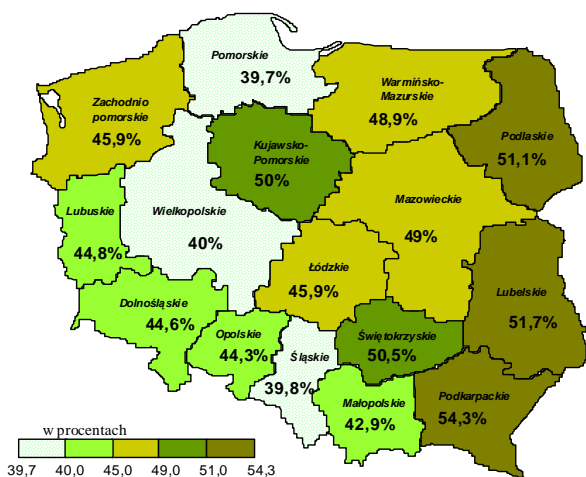 Pomorskie
39,7%
Warmińsko-
Mazurskie
48,9%
Zachodnio
pomorskie
45,9%
Podlaskie
51,1%
Kujawsko-
Pomorskie
50%
Mazowieckie
49%
Lubuskie
44,8%
Wielkopolskie
40%
Łódzkie
45,9%
Lubelskie
51,7%
Dolnośląskie
44,6%
Opolskie
44,3%
Śląskie
39,8%
Świętokrzyskie
50,5%
Małopolskie
42,9%
Podkarpackie
54,3%
w procentach
39,7 40,0 45,0 49,0 51,0 54,3